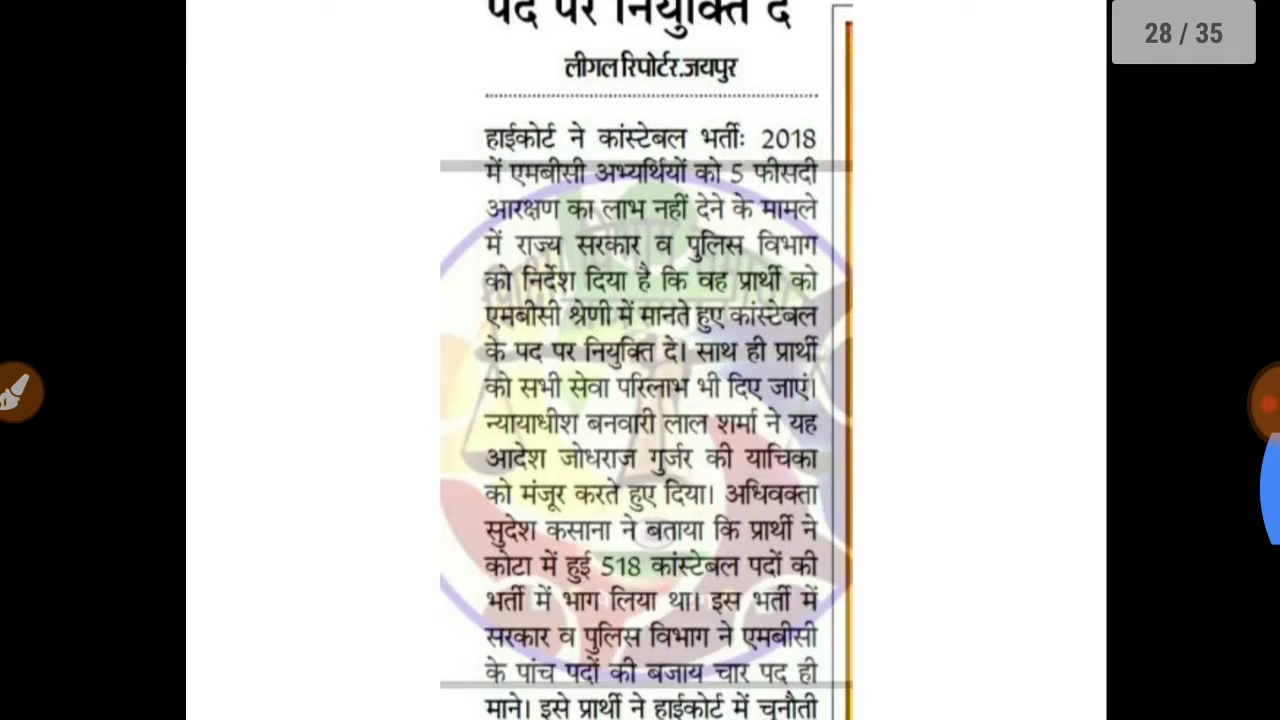 पद पर नियुक्ति दें
28 / 35
लीगल रिपोर्टर.जयपुर
हाईकोर्ट ने कांस्टेबल भर्तीः 2018
में एमबीसी अभ्यर्थियों को 5 फीसदी
आरक्षण का लाभ नहीं देने के मामले
में राज्य सरकार व पुलिस विभाग
को निर्देश दिया है कि वह प्रार्थी को
एमबीसी श्रेणी में मानते हुए कांस्टेबल
के पद पर नियुक्ति दे। साथ ही प्रार्थी
को सभी सेवा परिलाभ भी दिए जाएं।
न्यायाधीश बनवारी लाल शर्मा ने यह
आदेश जोधराज गुर्जर की याचिका
को मंजूर करते हुए दिया। अधिवक्ता
सुदेश कसाना ने बताया कि प्रार्थी ने
कोटा में हुई 518 कांस्टेबल पदों की
भर्ती में भाग लिया था। इस भर्ती में
सरकार व पुलिस विभाग ने एमबीसी
के पांच पदों की बजाय चार पद ही
माने। इसे प्रार्थी ने हाईकोर्ट में चुनौती